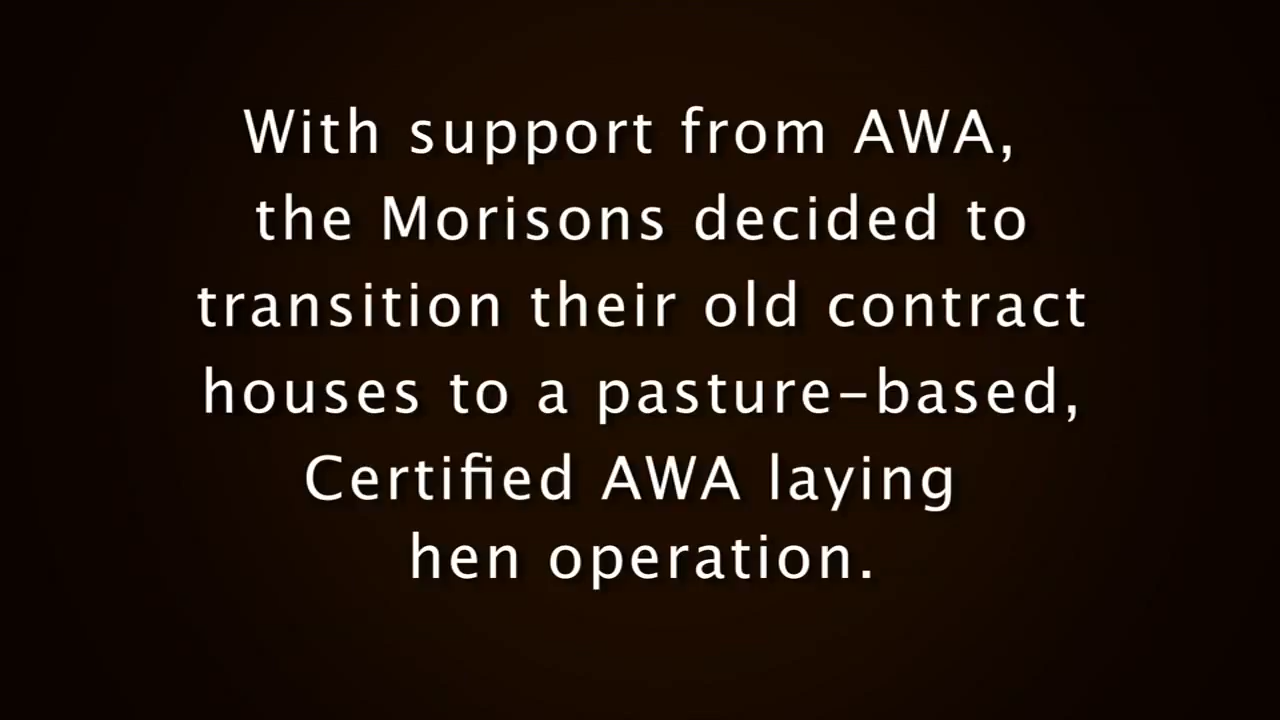 With support from AWA,
the Morisons decided to
transition their old contract
houses to a pasture-based,
Certified AWA laying
hen operation.